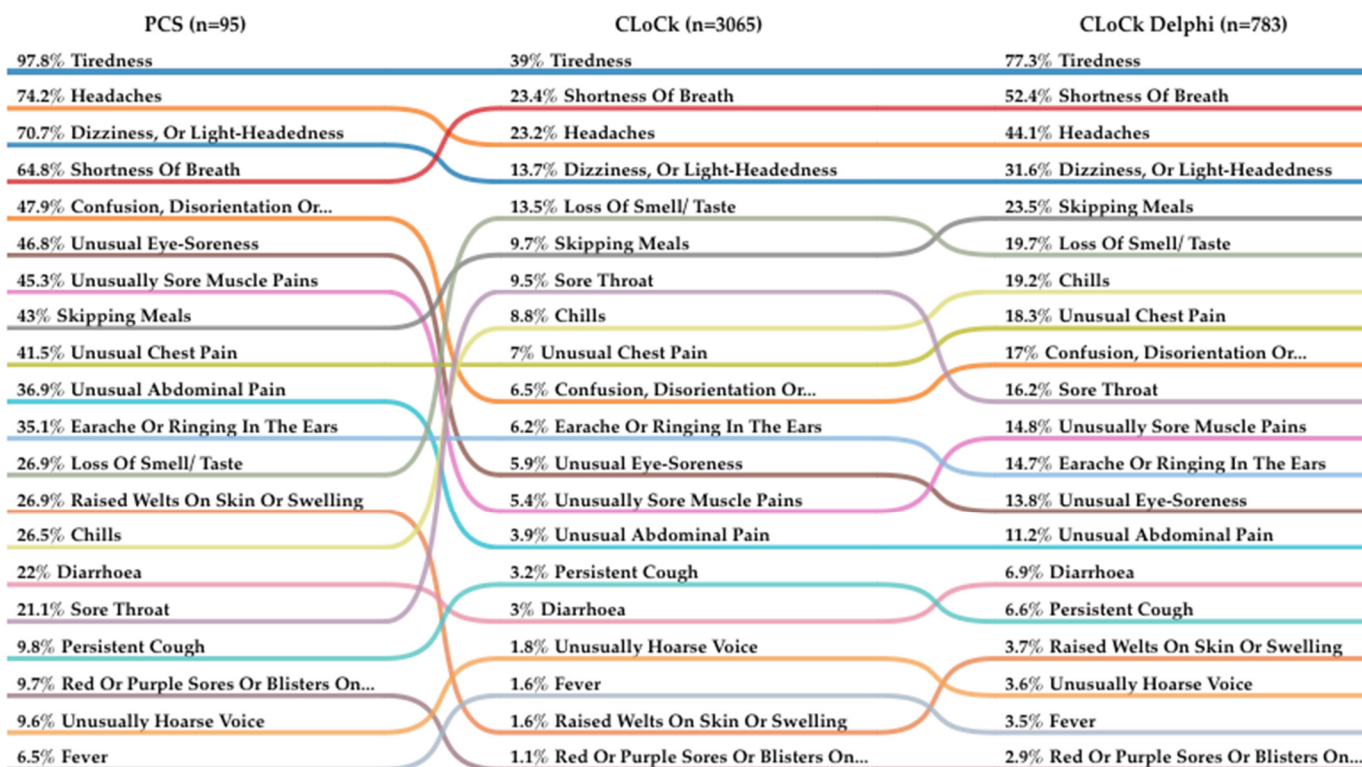 PCS (n=95)
97.8% Tiredness
74.2% Headaches
70.7% Dizziness, Or Light-Headedness
64.8% Shortness Of Breath
47.9% Confusion, Disorientation Or...
46.8% Unusual Eye-Soreness
45.3% Unusually Sore Muscle Pains
43% Skipping Meals
41.5% Unusual Chest Pain
36.9% Unusual Abdominal Pain
35.1% Earache Or Ringing In The Ears
26.9% Loss Of Smell/ Taste
26.9% Raised Welts On Skin Or Swelling
26.5% Chills
22% Diarrhoea
21.1% Sore Throat
9.8% Persistent Cough
9.7% Red Or Purple Sores Or Blisters On...
9.6% Unusually Hoarse Voice
6.5% Fever
CLoCk (n=3065)
39% Tiredness
23.4% Shortness Of Breath
23.2% Headaches
13.7% Dizziness, Or Light-Headedness
13.5% Loss Of Smell/ Taste
9.7% Skipping Meals
9.5% Sore Throat
8.8% Chills
7% Unusual Chest Pain
6.5% Confusion, Disorientation Or...
6.2% Earache Or Ringing In The Ears
5.9% Unusual Eye-Soreness
5.4% Unusually Sore Muscle Pains
3.9% Unusual Abdominal Pain
3.2% Persistent Cough
3% Diarrhoea
1.8% Unusually Hoarse Voice
1.6% Fever
1.6% Raised Welts On Skin Or Swelling
1.1% Red Or Purple Sores Or Blisters On...
CLoCk Delphi (n=783)
77.3% Tiredness
52.4% Shortness Of Breath
44.1% Headaches
31.6% Dizziness, Or Light-Headedness
23.5% Skipping Meals
19.7% Loss Of Smell/ Taste
19.2% Chills
18.3% Unusual Chest Pain
17% Confusion, Disorientation Or...
16.2% Sore Throat
14.8% Unusually Sore Muscle Pains
14.7% Earache Or Ringing In The Ears
13.8% Unusual Eye-Soreness
11.2% Unusual Abdominal Pain
6.9% Diarrhoea
6.6% Persistent Cough
3.7% Raised Welts On Skin Or Swelling
3.6% Unusually Hoarse Voice
3.5% Fever
2.9% Red Or Purple Sores Or Blisters On...